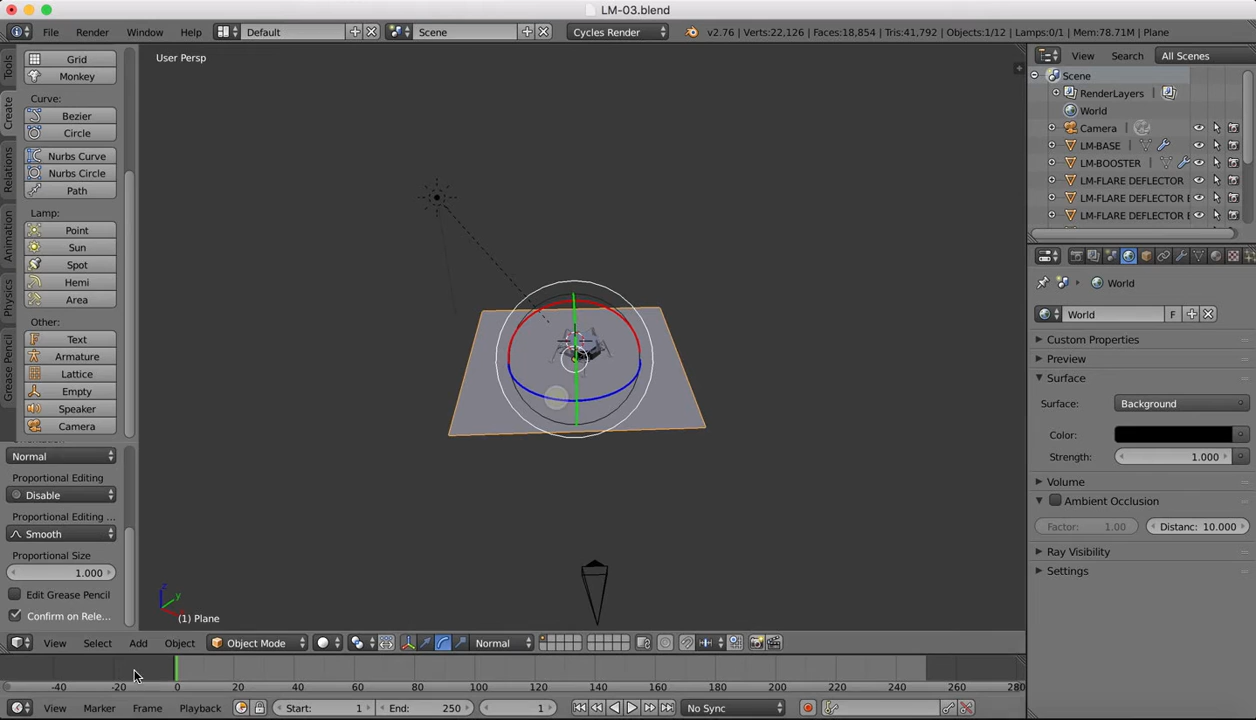 LM-03.blend
File Render Window Help Default Scene Cycles Render v2.76 | Verts:22,126 | Faces:18,854 | Tris:41,792 | Objects:1/12 | Lamps:0/1 | Mem:78.71M | Plane
Tools
Create
Relations
Animation
Physics
Grease Pencil
Grid
Monkey
Curve:
Bezier
Circle
Nurbs Curve
Nurbs Circle
Path
Lamp:
Point
Sun
Spot
Hemi
Area
Other:
Text
Armature
Lattice
Empty
Speaker
Camera
Normal
Proportional Editing
Disable
Proportional Editing ...
Smooth
Proportional Size
1.000
Edit Grease Pencil
Confirm on Rele...
User Persp
z
y
(1) Plane
View Select Add Object Object Mode Normal
-40 -20 0 20 40 60 80 100 120 140 160 180 200 220 240 260 280
View Marker Frame Playback Start: 1 End: 250 1 No Sync
View Search All Scenes
Scene
RenderLayers
World
Camera
LM-BASE
LM-BOOSTER
LM-FLARE DEFLECTOR
LM-FLARE DEFLECTOR
LM-FLARE DEFLECTOR
World
World F
Custom Properties
Preview
Surface
Surface: Background
Color:
Strength: 1.000
Volume
Ambient Occlusion
Factor: 1.00 Distanc: 10.000
Ray Visibility
Settings